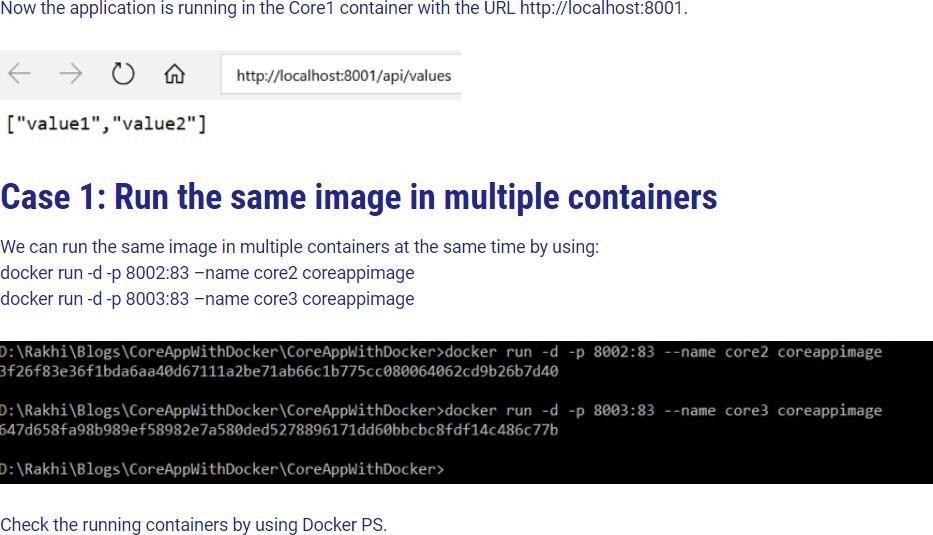 Now the application is running in the Core1 container with the URL http://localhost:8001.
http://localhost:8001/api/values
["value1","value2"]
Case 1: Run the same image in multiple containers
We can run the same image in multiple containers at the same time by using:
docker run -d -p 8002:83 –name core2 coreappimage
docker run -d -p 8003:83 –name core3 coreappimage
D:\Rakhi\Blogs\CoreAppWithDocker\CoreAppWithDocker>docker run -d -p 8002:83 --name core2 coreappimage
3f26f83e36f1bda6aa40d67111a2be71ab66c1b775cc080064062cd9b26b7d40
D:\Rakhi\Blogs\CoreAppWithDocker\CoreAppWithDocker>docker run -d -p 8003:83 --name core3 coreappimage
647d658fa98b989ef58982e7a580ded5278896171dd60bbcbc8fdf14c486c77b
D:\Rakhi\Blogs\CoreAppWithDocker\CoreAppWithDocker>
Check the running containers by using Docker PS.